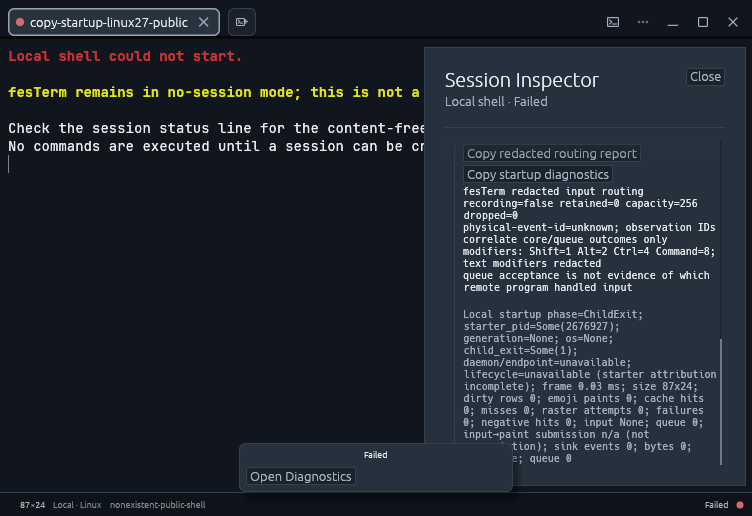 copy-startup-linux27-public
Local shell could not start.
fesTerm remains in no-session mode; this is not a
Check the session status line for the content-free
No commands are executed until a session can be cr
Session Inspector
Close
Local shell · Failed
Copy redacted routing report
Copy startup diagnostics
fesTerm redacted input routing
recording=false retained=0 capacity=256
dropped=0
physical-event-id=unknown; observation IDs
correlate core/queue outcomes only
modifiers: Shift=1 Alt=2 Ctrl=4 Command=8;
text modifiers redacted
queue acceptance is not evidence of which
remote program handled input
Local startup phase=ChildExit;
starter_pid=Some(2676927);
generation=None; os=None;
child_exit=Some(1);
daemon/endpoint=unavailable;
lifecycle=unavailable (starter attribution
incomplete); frame 0.03 ms; size 87x24;
dirty rows 0; emoji paints 0; cache hits
0; misses 0; raster attempts 0; failures
0; negative hits 0; input None; queue 0;
input→paint submission n/a (not
tion); sink events 0; bytes 0;
; queue 0
Failed
Open Diagnostics
87×24 Local · Linux nonexistent-public-shell
Failed